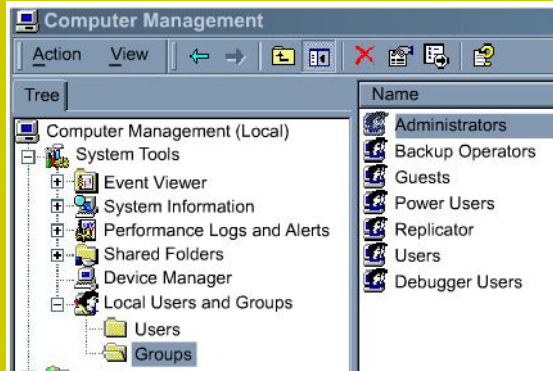 Computer Management
Action View
Tree
Name
Computer Management (Local)
System Tools
Event Viewer
System Information
Performance Logs and Alerts
Shared Folders
Device Manager
Local Users and Groups
Users
Groups
Administrators
Backup Operators
Guests
Power Users
Replicator
Users
Debugger Users